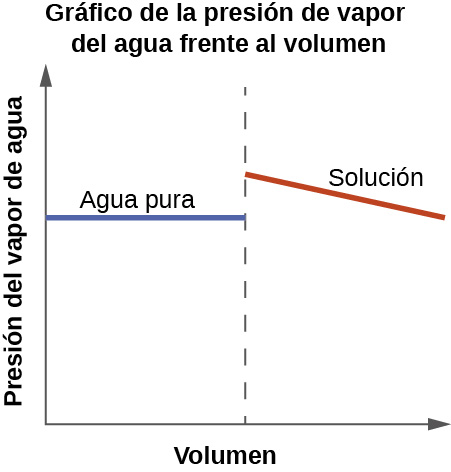 Gráfico de la presión de vapor
del agua frente al volumen
Presión del vapor de agua
Agua pura
Solución
Volumen